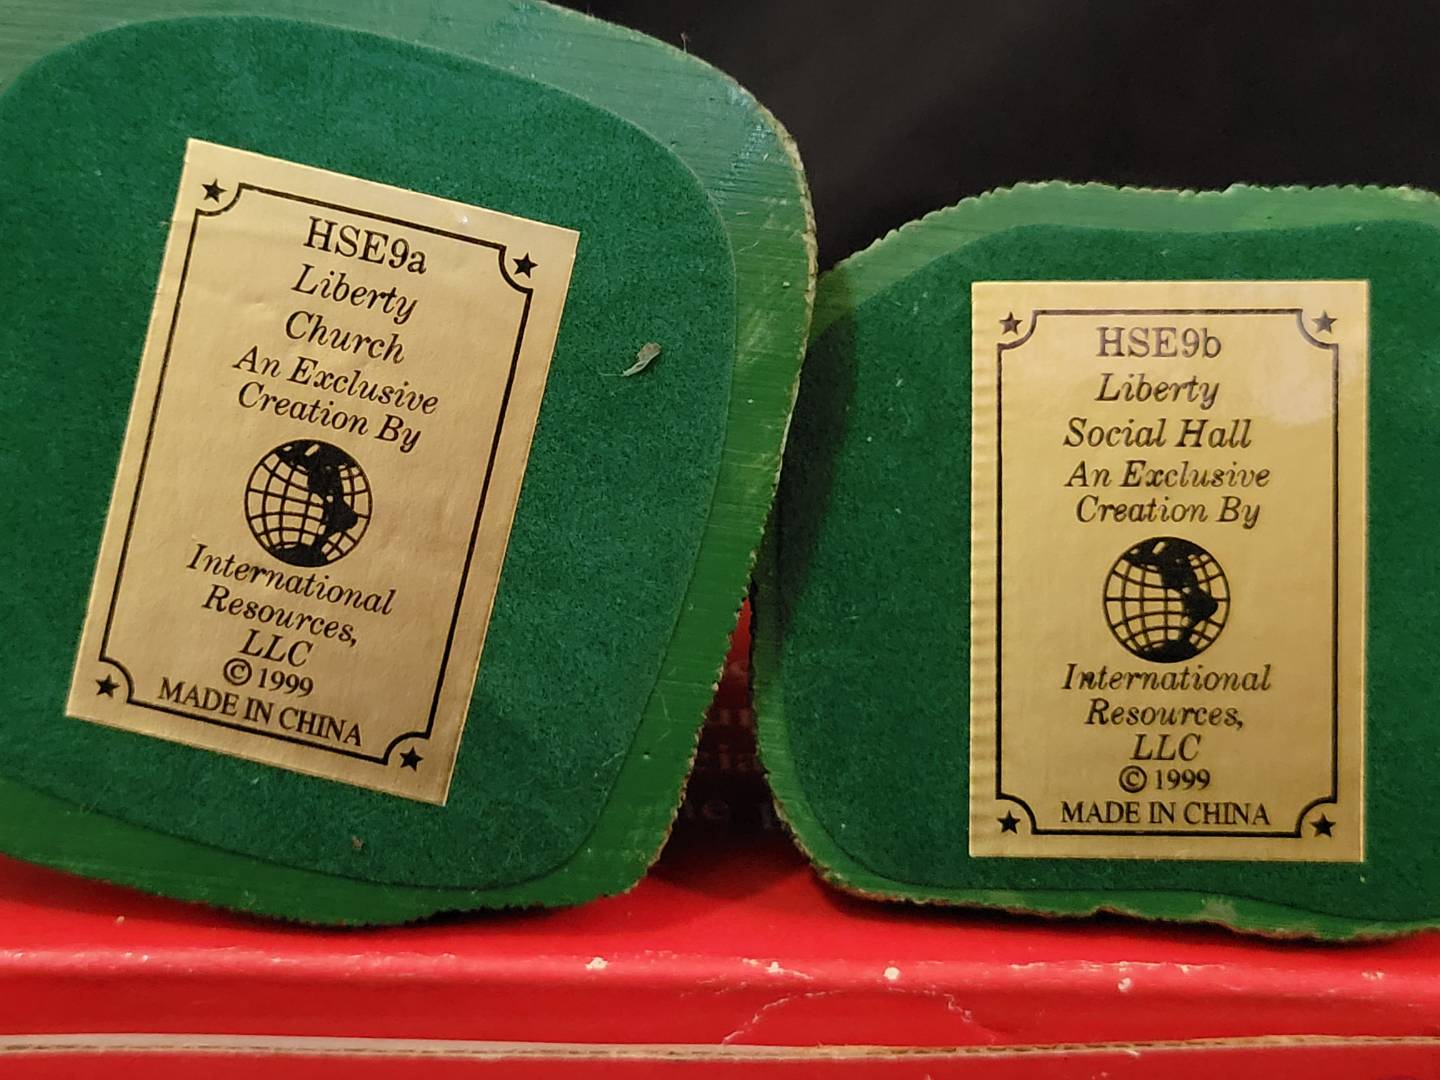 HSE9a
Liberty
Church
An Exclusive
Creation By
International
Resources,
LLC
© 1999
MADE IN CHINA
HSE9b
Liberty
Social Hall
An Exclusive
Creation By
International
Resources,
LLC
© 1999
MADE IN CHINA